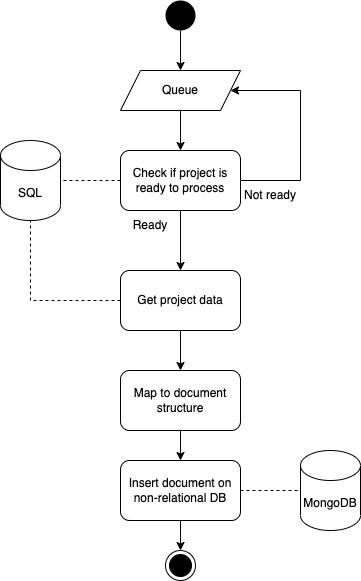 Queue
Check if project is
ready to process
SQL
Not ready
Ready
Get project data
Map to document
structure
Insert document on
non-relational DB
MongoDB